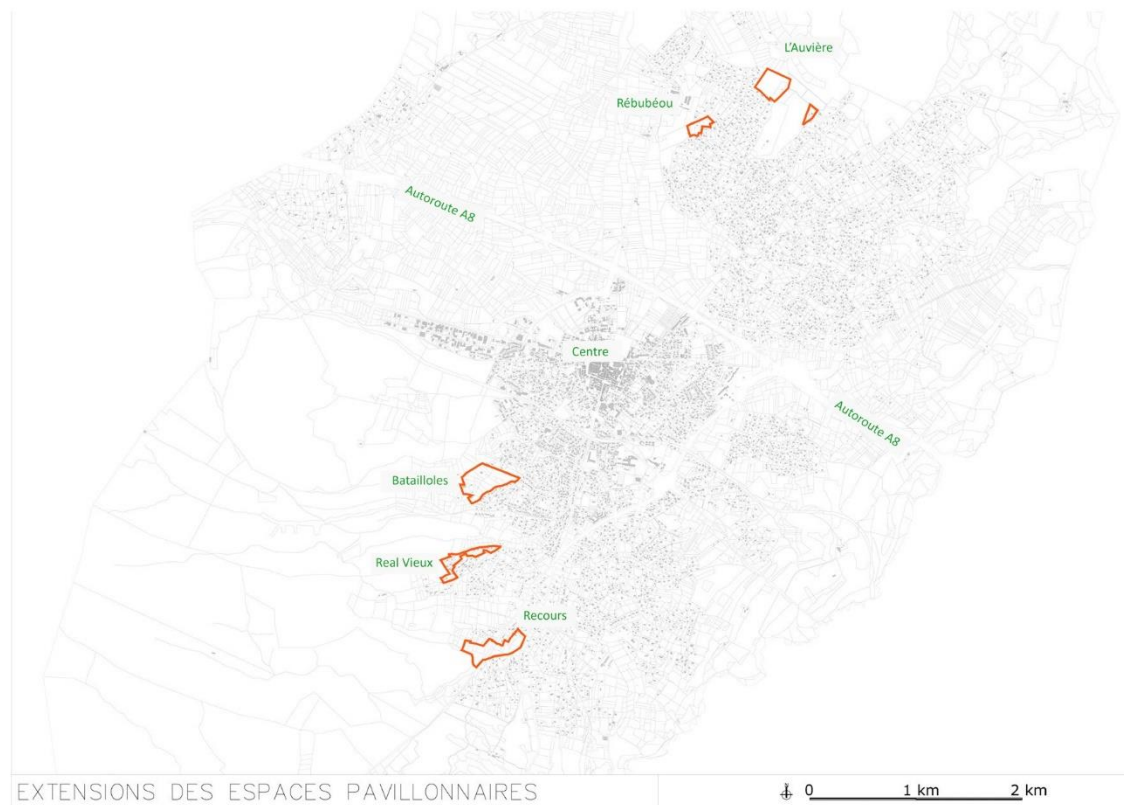 L'Auvière
Rébubéou
Autoroute A8
Centre
Autoroute A8
Batailloles
Real Vieux
Recours
EXTENSIONS DES ESPACES PAVILLONNAIRES
0 1 km 2 km